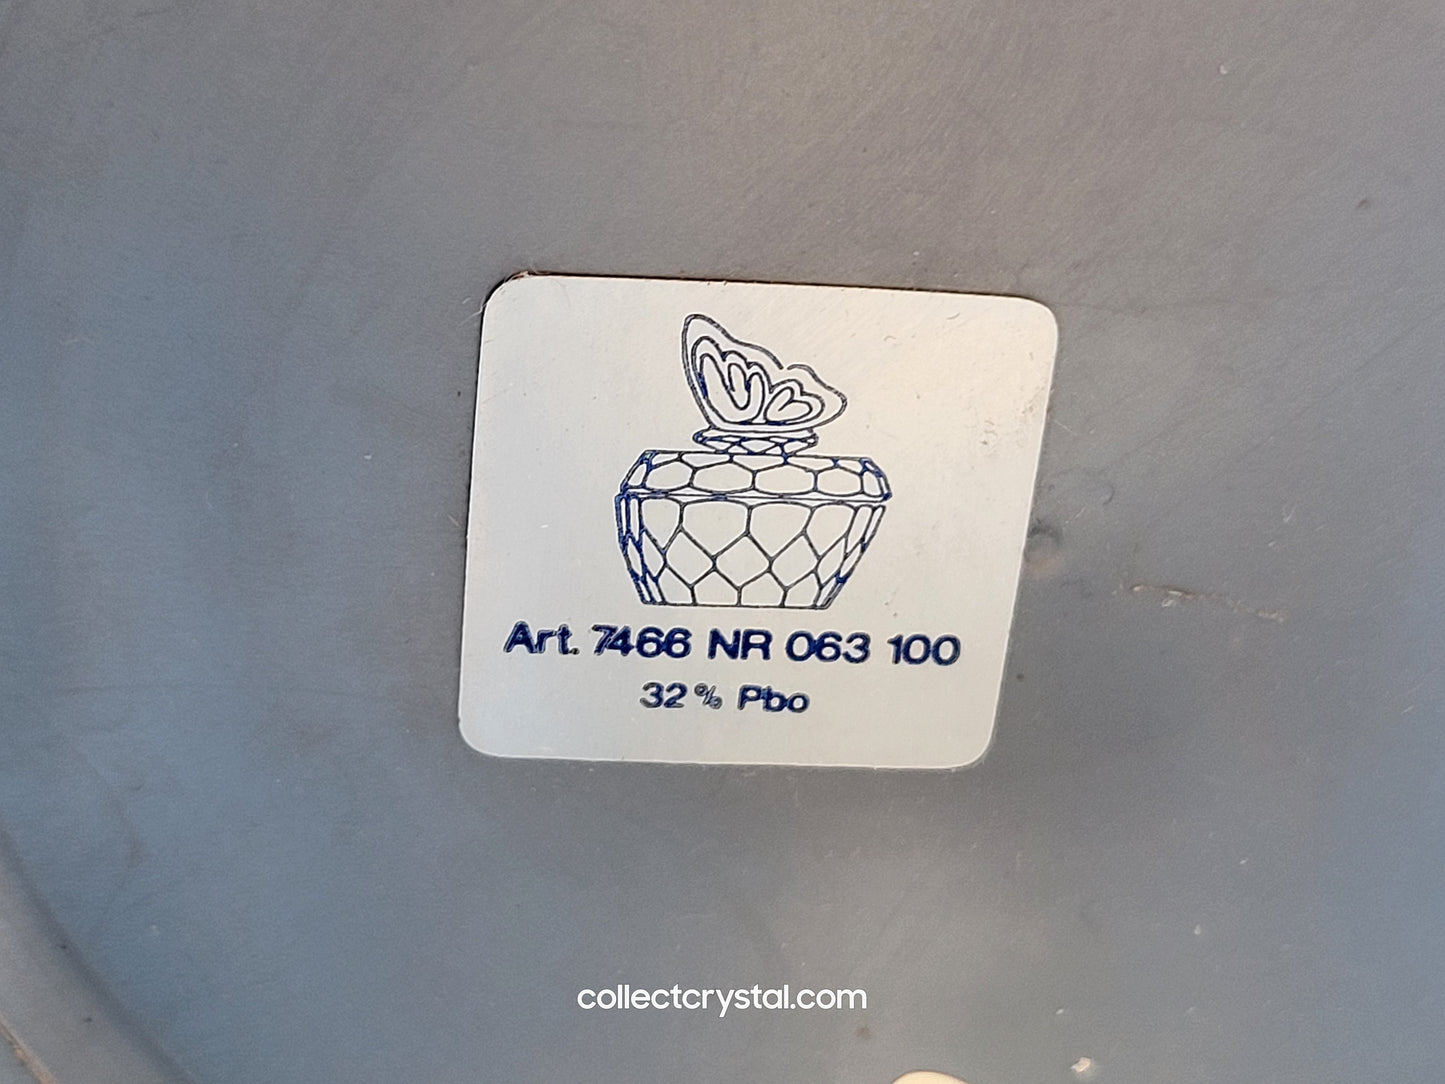 Art. 7466 NR 063 100
32% Pbo
collectcrystal.com